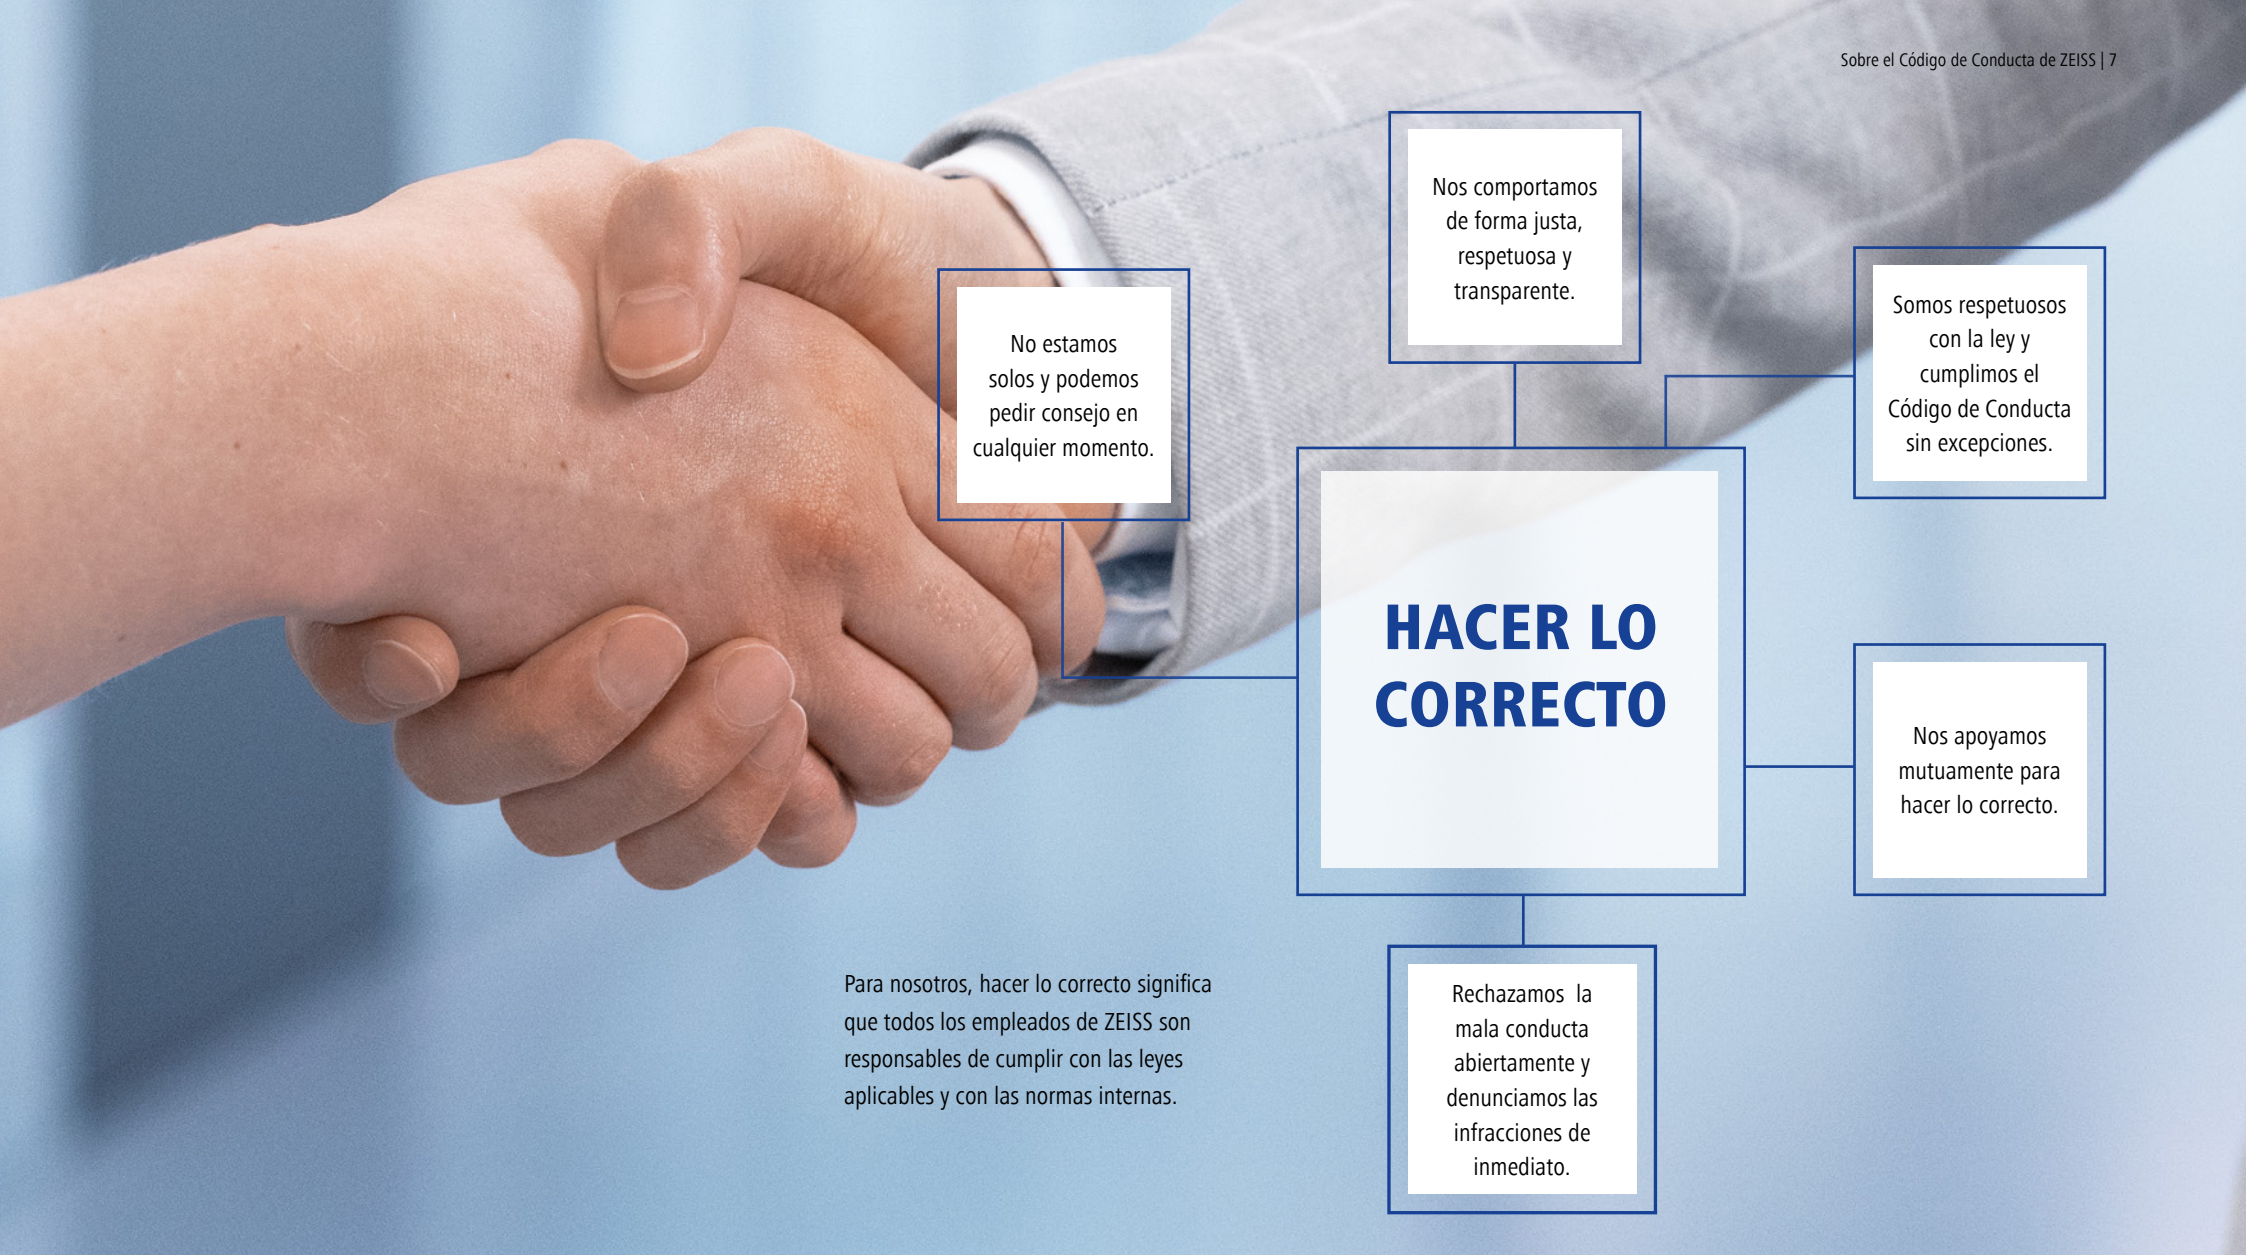 Sobre el Código de Conducta de ZEISS | 7
Nos comportamos
de forma justa,
respetuosa y
transparente.
Somos respetuosos
con la ley y
cumplimos el
Código de Conducta
sin excepciones.
No estamos
solos y podemos
pedir consejo en
cualquier momento.
HACER LO
CORRECTO
Nos apoyamos
mutuamente para
hacer lo correcto.
Para nosotros, hacer lo correcto significa
que todos los empleados de ZEISS son
responsables de cumplir con las leyes
aplicables y con las normas internas.
Rechazamos la
mala conducta
abiertamente y
denunciamos las
infracciones de
inmediato.